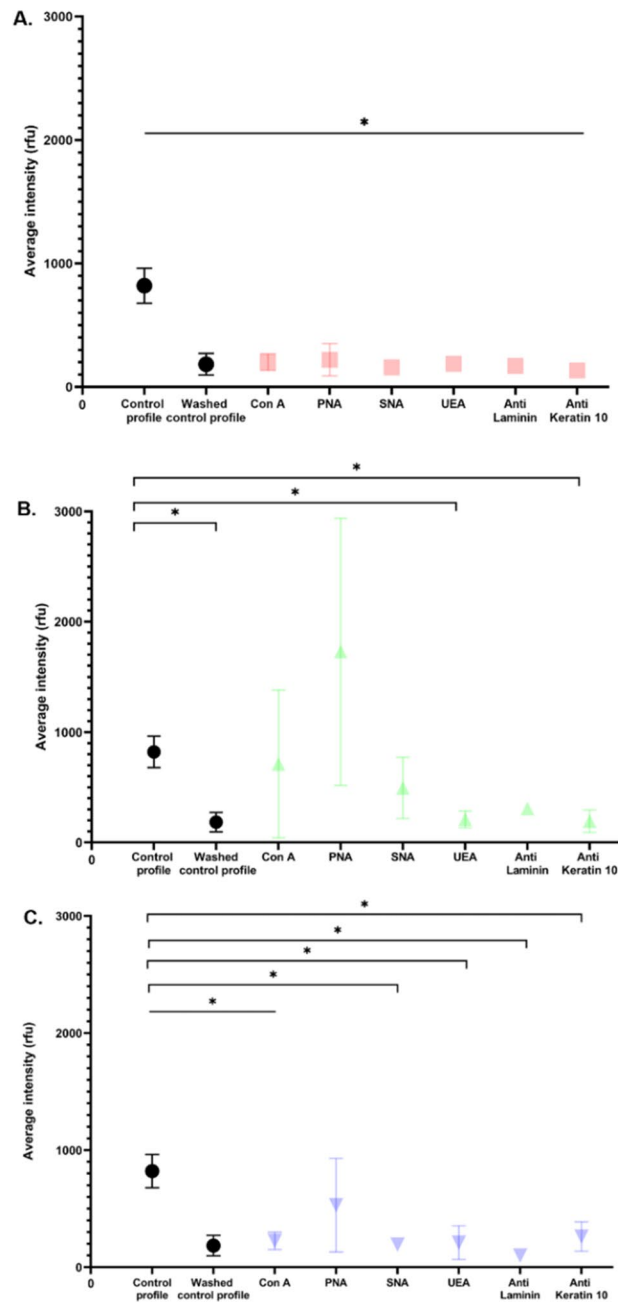 A.
3000
*
2000
Average intensity (rfu)
1000
0
0
Control profile
Washed control profile
Con A
PNA
SNA
UEA
Anti Laminin
Anti Keratin 10
*
*
B.
*
3000
2000
Average intensity (rfu)
1000
0
0
Control profile
Washed control profile
Con A
PNA
SNA
UEA
Anti Laminin
Anti Keratin 10
C.
3000
*
*
*
*
*
2000
Average intensity (rfu)
1000
0
0
Control profile
Washed control profile
Con A
PNA
SNA
UEA
Anti Laminin
Anti Keratin 10